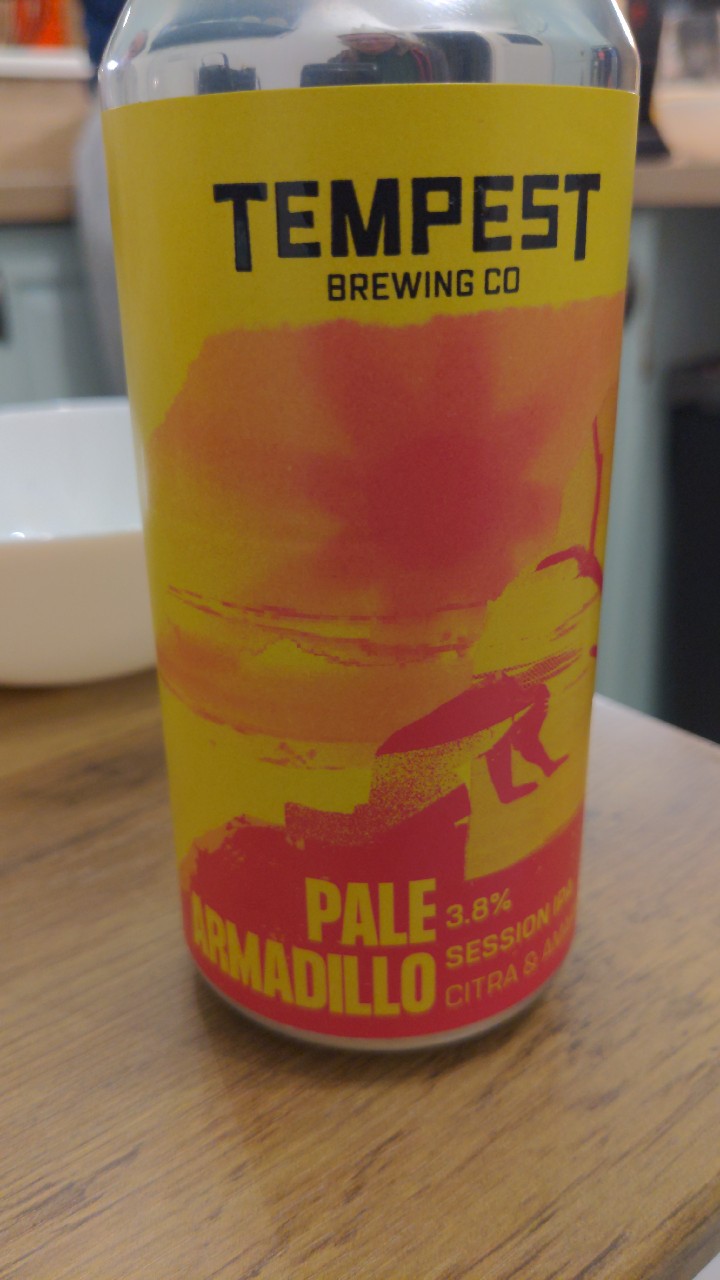 TEMPEST
BREWING CO
PALE
ARMADILLO
3.8%
SESSION IPA
CITRA &